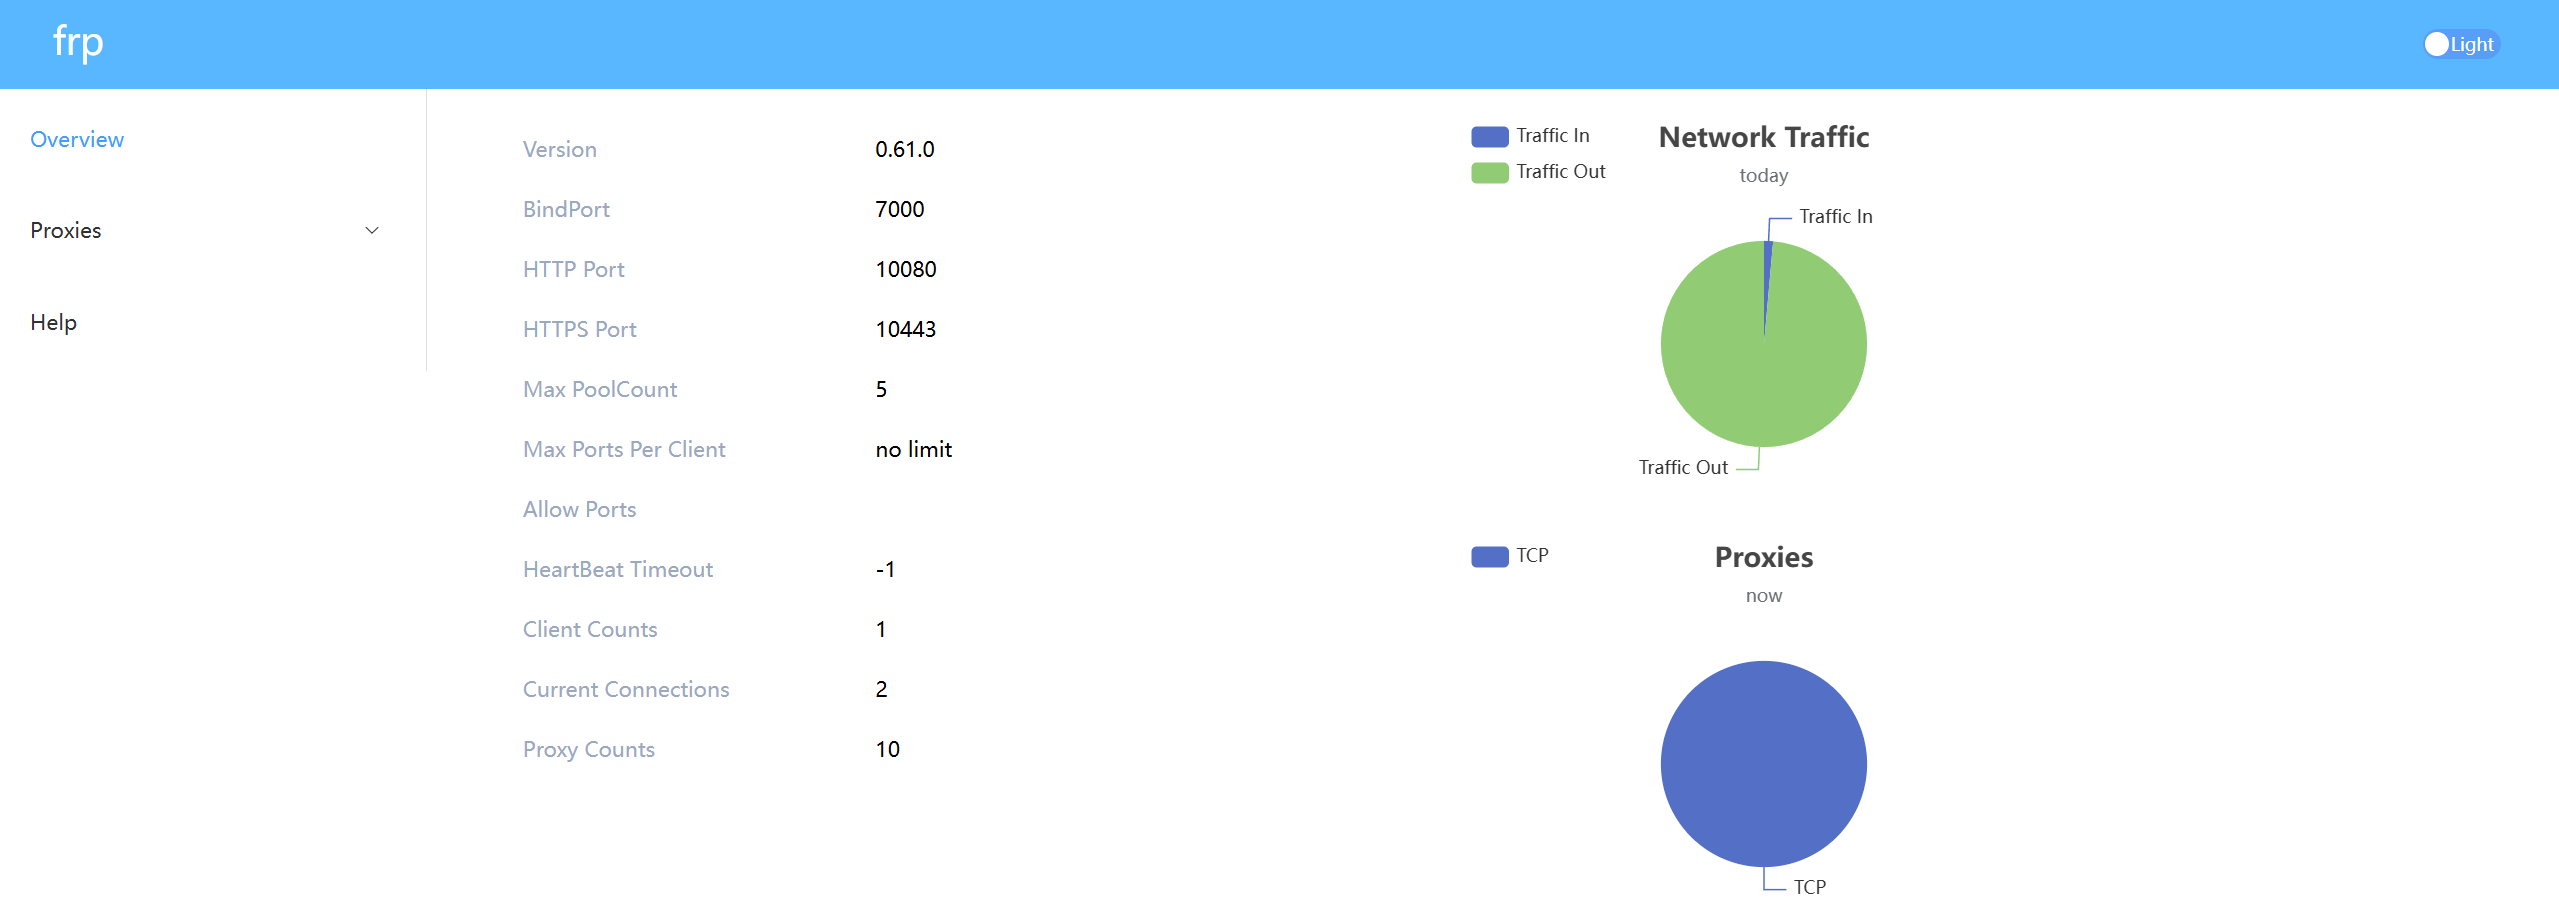 frp
Light
Overview
Proxies
Help
Version 0.61.0
BindPort 7000
HTTP Port 10080
HTTPS Port 10443
Max PoolCount 5
Max Ports Per Client no limit
Allow Ports
HeartBeat Timeout -1
Client Counts 1
Current Connections 2
Proxy Counts 10
Traffic In
Traffic Out
Network Traffic
today
Traffic In
Traffic Out
TCP
Proxies
now
TCP